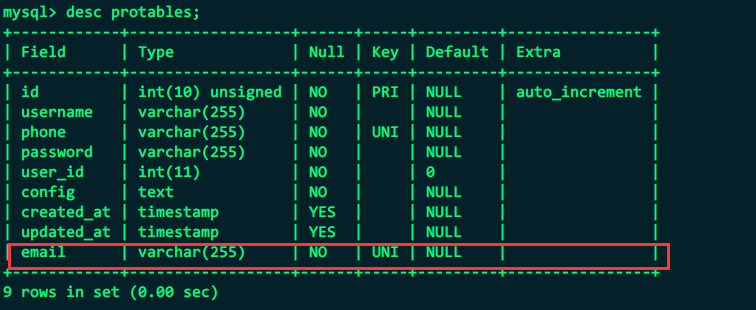 mysql> desc protables;
+------------+------------------+------+-----+---------+----------------+
| Field      | Type             | Null | Key | Default | Extra          |
+------------+------------------+------+-----+---------+----------------+
| id         | int(10) unsigned | NO   | PRI | NULL    | auto_increment |
| username   | varchar(255)     | NO   |     | NULL    |                |
| phone      | varchar(255)     | NO   | UNI | NULL    |                |
| password   | varchar(255)     | NO   |     | NULL    |                |
| user_id    | int(11)          | NO   |     | 0       |                |
| config     | text             | NO   |     | NULL    |                |
| created_at | timestamp        | YES  |     | NULL    |                |
| updated_at | timestamp        | YES  |     | NULL    |                |
| email      | varchar(255)     | NO   | UNI | NULL    |                |
+------------+------------------+------+-----+---------+----------------+
9 rows in set (0.00 sec)